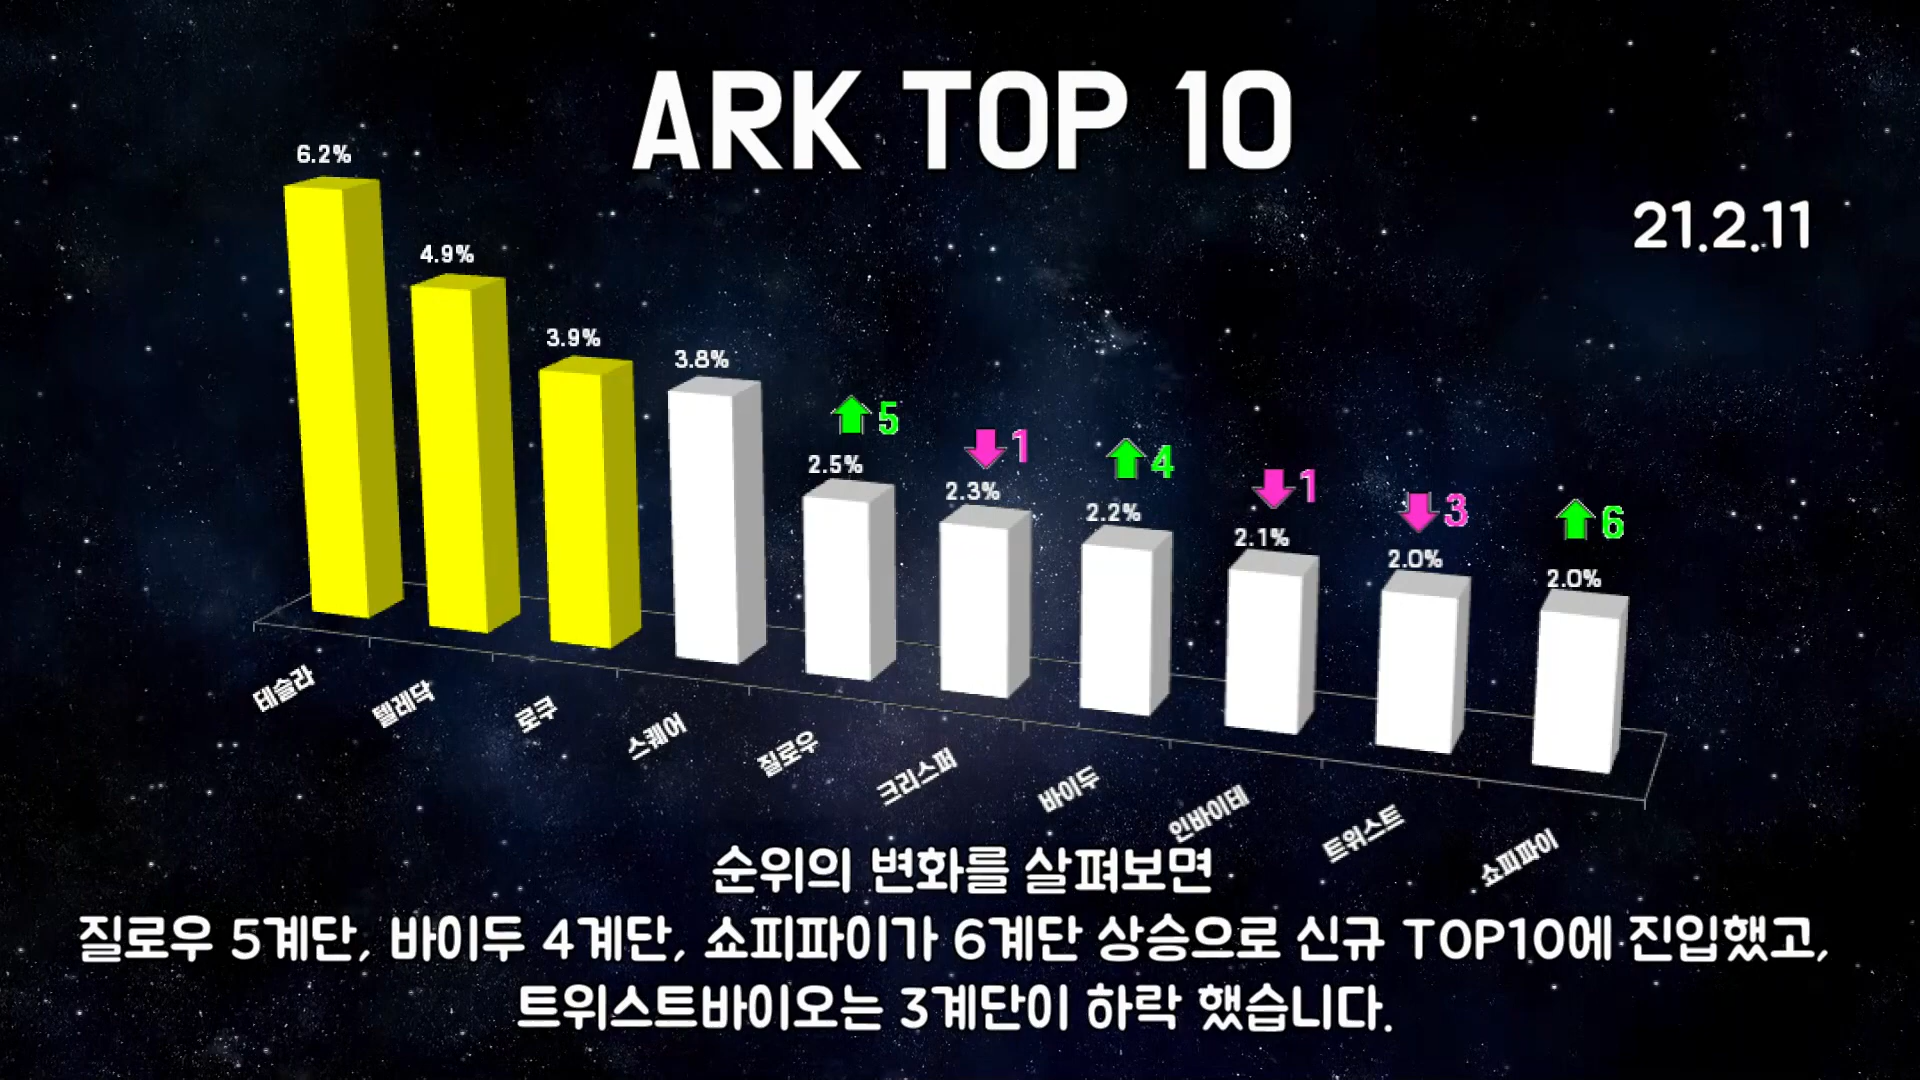 ARK TOP 10
21.2.11
6.2%
4.9%
3.9%
3.8%
5
2.5%
1
2.3%
4
2.2%
1
2.1%
3
2.0%
6
2.0%
테슬라
텔레닥
로쿠
스퀘어
질로우
크리스퍼
바이두
인바이테
트위스트
쇼피파이
순위의 변화를 살펴보면
질로우 5계단, 바이두 4계단, 쇼피파이가 6계단 상승으로 신규 TOP10에 진입했고,
트위스트바이오는 3계단이 하락 했습니다.